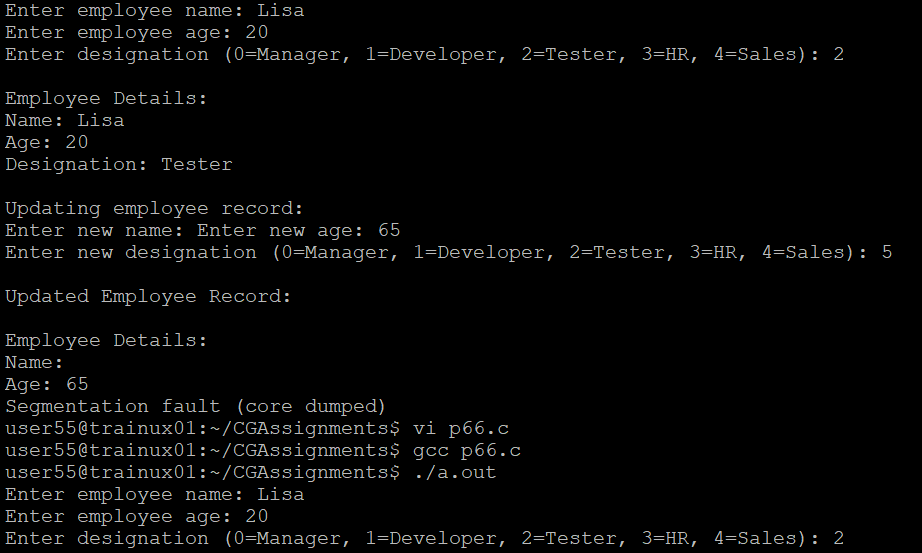 Enter employee name: Lisa
Enter employee age: 20
Enter designation (0=Manager, 1=Developer, 2=Tester, 3=HR, 4=Sales): 2
Employee Details:
Name: Lisa
Age: 20
Designation: Tester
Updating employee record:
Enter new name: Enter new age: 65
Enter new designation (0=Manager, 1=Developer, 2=Tester, 3=HR, 4=Sales): 5
Updated Employee Record:
Employee Details:
Name:
Age: 65
Segmentation fault (core dumped)
user55@trainux01:~/CGAssignments$ vi p66.c
user55@trainux01:~/CGAssignments$ gcc p66.c
user55@trainux01:~/CGAssignments$ ./a.out
Enter employee name: Lisa
Enter employee age: 20
Enter designation (0=Manager, 1=Developer, 2=Tester, 3=HR, 4=Sales): 2